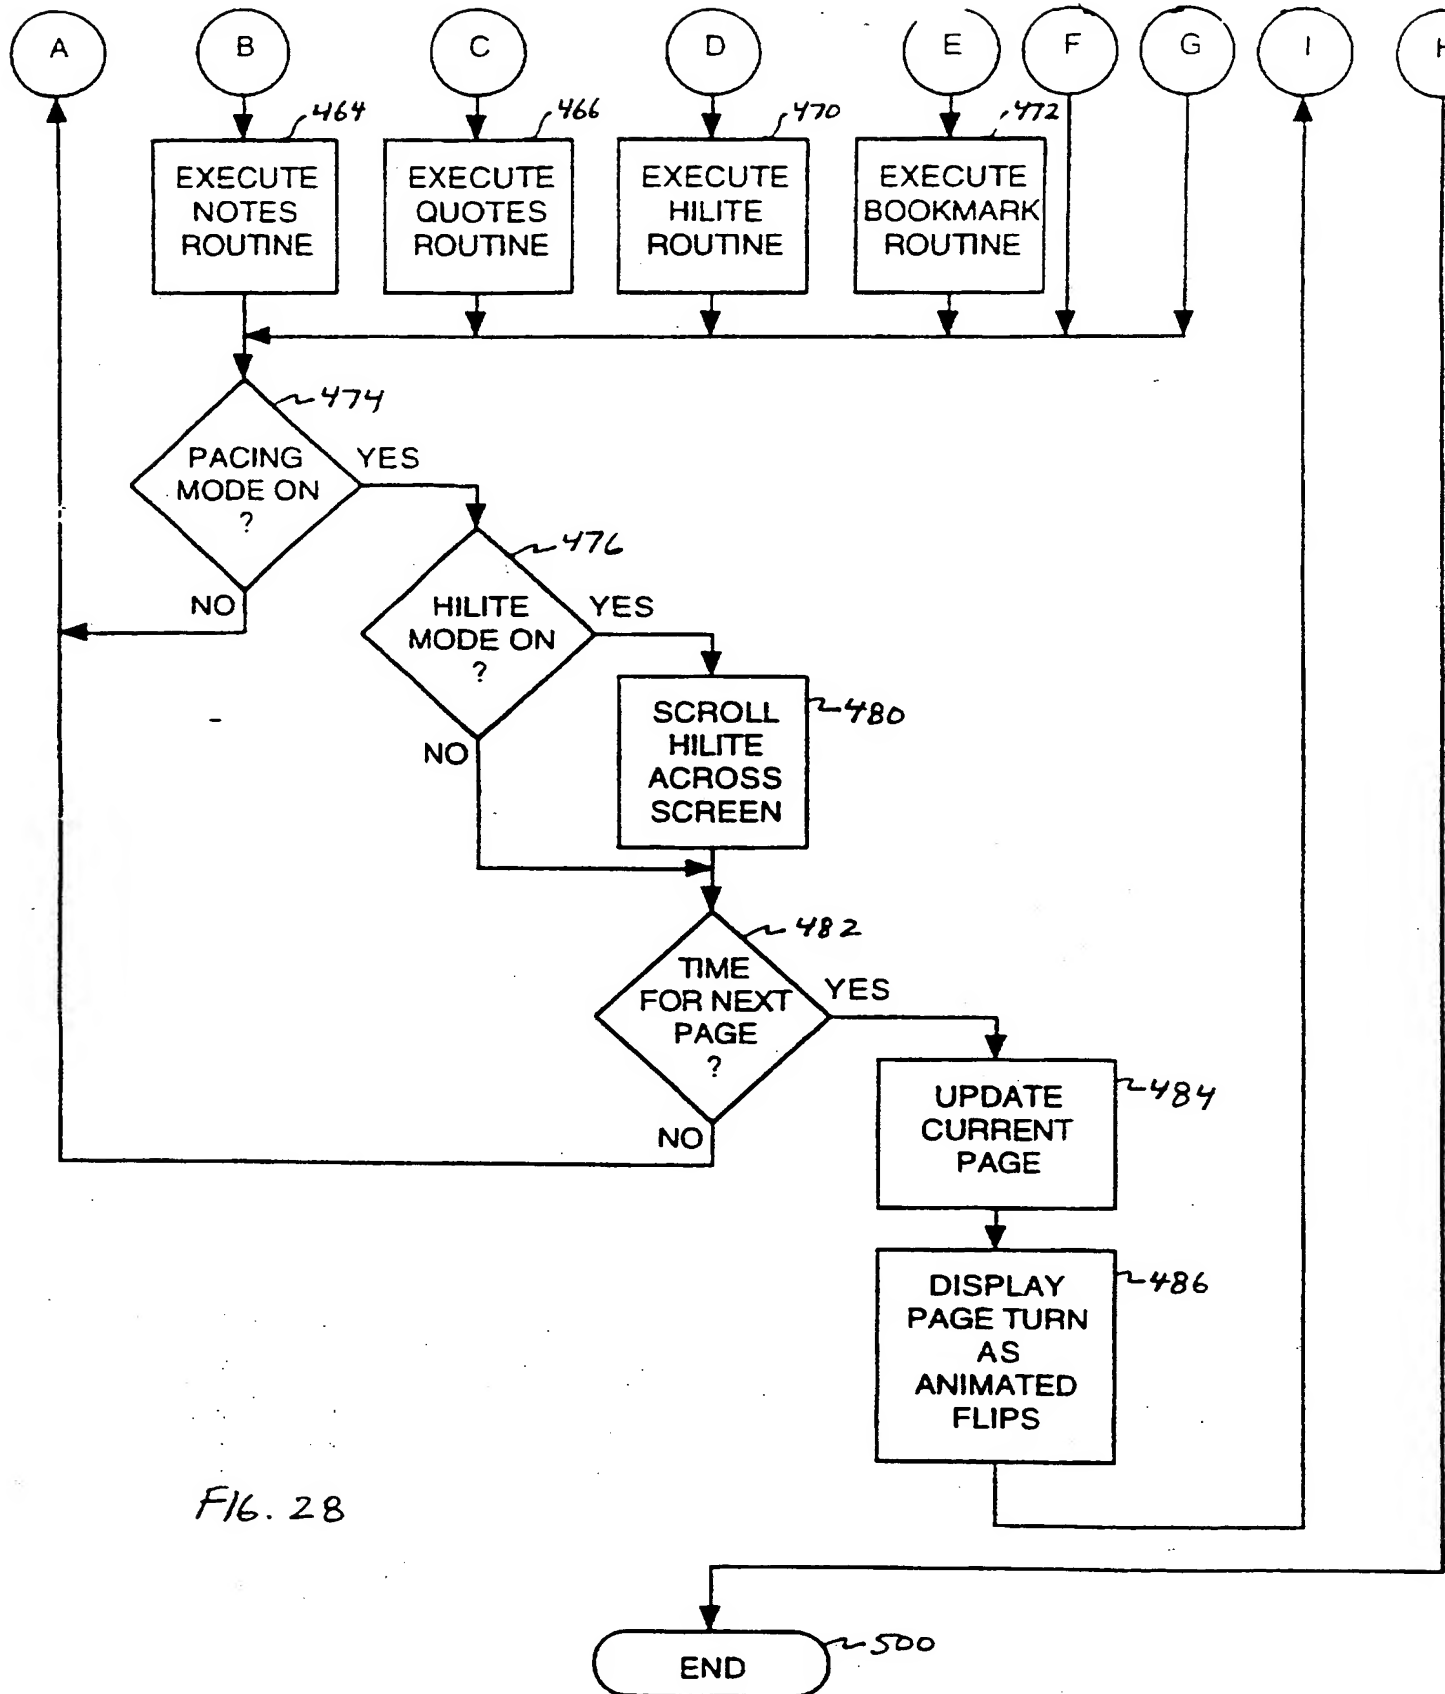 A B C D E F G I H
464 466 470 472
EXECUTE
NOTES
ROUTINE
EXECUTE
QUOTES
ROUTINE
EXECUTE
HILITE
ROUTINE
EXECUTE
BOOKMARK
ROUTINE
474
PACING
MODE ON
?
YES
NO
476
HILITE
MODE ON
?
YES
NO
480
SCROLL
HILITE
ACROSS
SCREEN
482
TIME
FOR NEXT
PAGE
?
YES
NO
484
UPDATE
CURRENT
PAGE
486
DISPLAY
PAGE TURN
AS
ANIMATED
FLIPS
FIG. 28
500
END